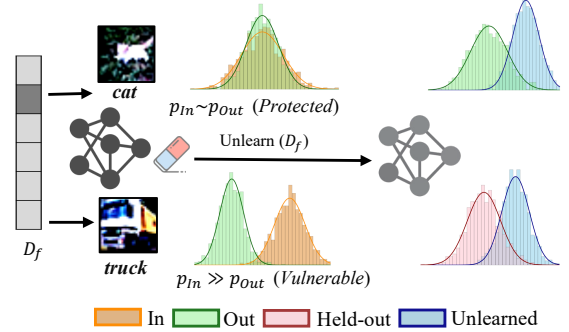 cat
p_In~p_Out (Protected)
Unlearn (D_f)
D_f
truck
p_In ≫ p_Out (Vulnerable)
In
Out
Held-out
Unlearned